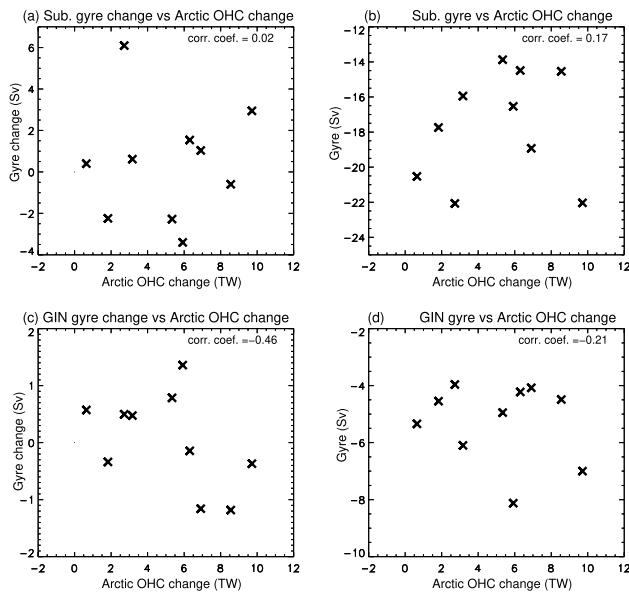 (a) Sub. gyre change vs Arctic OHC change
corr. coef. = 0.02
Gyre change (Sv)
6
4
2
0
−2
−4
−2 0 2 4 6 8 10 12
Arctic OHC change (TW)
(b) Sub. gyre vs Arctic OHC change
corr. coef. = 0.17
Gyre (Sv)
−12
−14
−16
−18
−20
−22
−24
−2 0 2 4 6 8 10 12
Arctic OHC change (TW)
(c) GIN gyre change vs Arctic OHC change
corr. coef. =−0.46
Gyre change (Sv)
2
1
0
−1
−2
−2 0 2 4 6 8 10 12
Arctic OHC change (TW)
(d) GIN gyre vs Arctic OHC change
corr. coef. =−0.21
Gyre (Sv)
−2
−4
−6
−8
−10
−2 0 2 4 6 8 10 12
Arctic OHC change (TW)